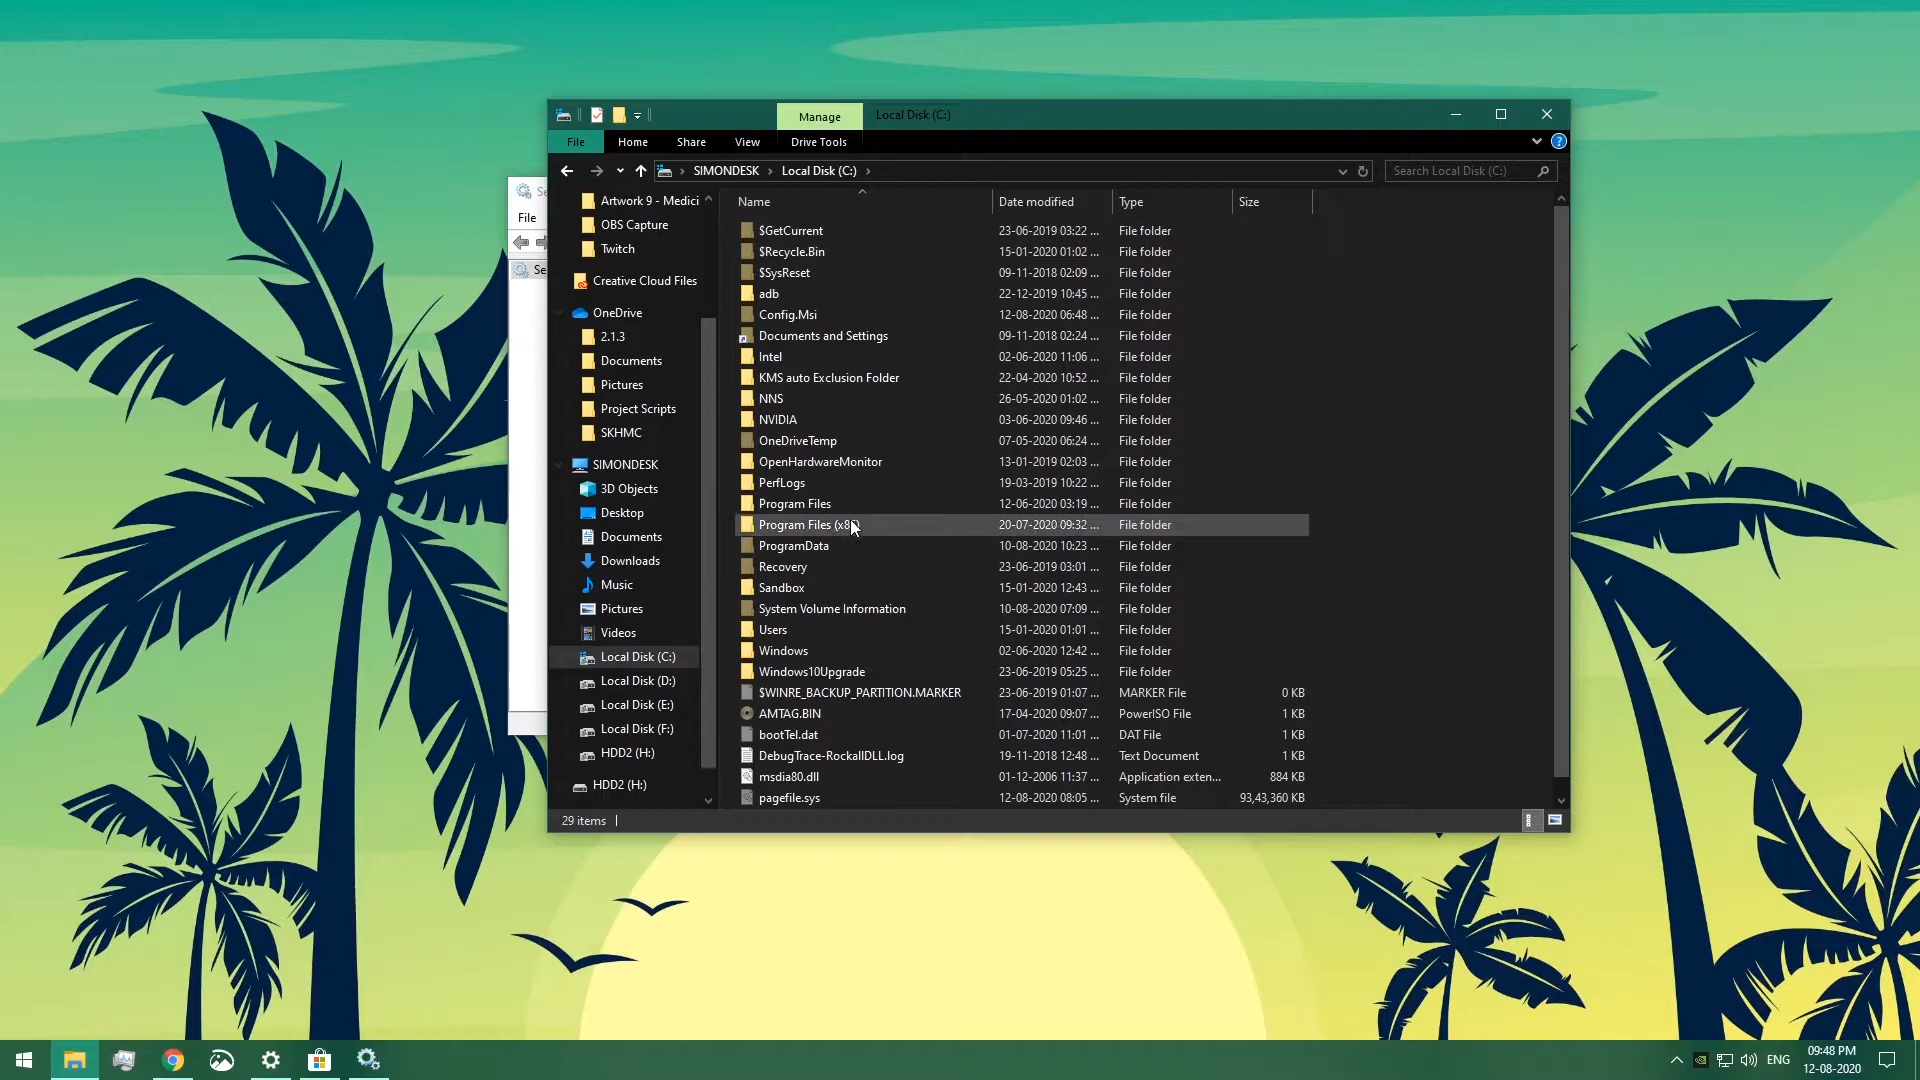 Manage Local Disk (C:)
File Home Share View Drive Tools
SIMONDESK Local Disk (C:) Search Local Disk (C:)
File
Artwork 9 - Medici
OBS Capture
Twitch
Creative Cloud Files
OneDrive
2.1.3
Documents
Pictures
Project Scripts
SKHMC
SIMONDESK
3D Objects
Desktop
Documents
Downloads
Music
Pictures
Videos
Local Disk (C:)
Local Disk (D:)
Local Disk (E:)
Local Disk (F:)
HDD2 (H:)
HDD2 (H:)
Name Date modified Type Size
$GetCurrent 23-06-2019 03:22 ... File folder
$Recycle.Bin 15-01-2020 01:02 ... File folder
$SysReset 09-11-2018 02:09 ... File folder
adb 22-12-2019 10:45 ... File folder
Config.Msi 12-08-2020 06:48 ... File folder
Documents and Settings 09-11-2018 02:24 ... File folder
Intel 02-06-2020 11:06 ... File folder
KMS auto Exclusion Folder 22-04-2020 10:52 ... File folder
NNS 26-05-2020 01:02 ... File folder
NVIDIA 03-06-2020 09:46 ... File folder
OneDriveTemp 07-05-2020 06:24 ... File folder
OpenHardwareMonitor 13-01-2019 02:03 ... File folder
PerfLogs 19-03-2019 10:22 ... File folder
Program Files 12-06-2020 03:19 ... File folder
Program Files 20-07-2020 09:32 ... File folder
ProgramData 10-08-2020 10:23 ... File folder
Recovery 23-06-2019 03:01 ... File folder
Sandbox 15-01-2020 12:43 ... File folder
System Volume Information 10-08-2020 07:09 ... File folder
Users 15-01-2020 01:01 ... File folder
Windows 02-06-2020 12:42 ... File folder
Windows10Upgrade 23-06-2019 05:25 ... File folder
$WINRE_BACKUP_PARTITION.MARKER 23-06-2019 01:07 ... MARKER File 0 KB
AMTAG.BIN 17-04-2020 09:07 ... PowerISO File 1 KB
bootTel.dat 01-07-2020 11:01 ... DAT File 1 KB
DebugTrace-RockallDLL.log 19-11-2018 12:48 ... Text Document 1 KB
msdia80.dll 01-12-2006 11:37 ... Application exten... 884 KB
pagefile.sys 12-08-2020 08:05 ... System file 93,43,360 KB
29 items
ENG 09:48 PM
12-08-2020